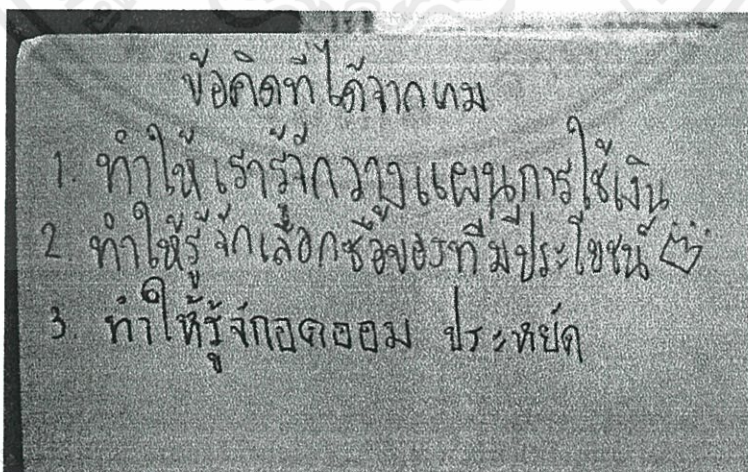 ข้อคิดที่ได้จากเกม
1. ทำให้เรารู้จักวางแผนการใช้เงิน
2. ทำให้รู้จักเลือกซื้อของที่มีประโยชน์
3. ทำให้รู้จักอดออม ประหยัด